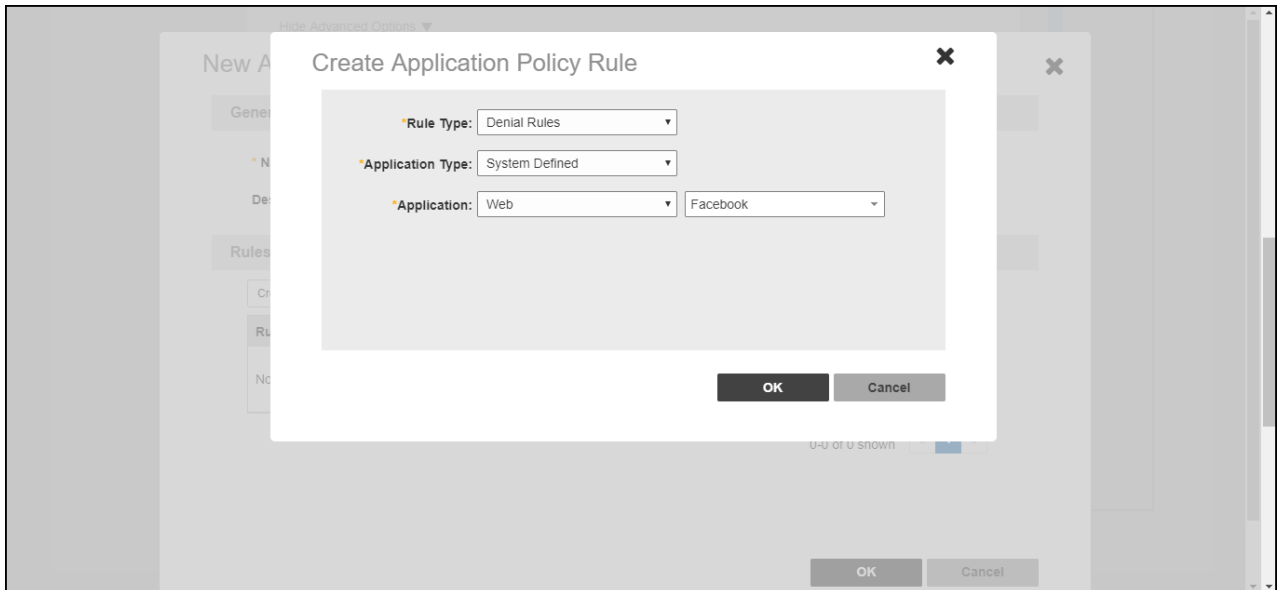 Hide Advanced Options ▼
New A
Create Application Policy Rule
Gene
*Rule Type: Denial Rules
* N
*Application Type: System Defined
Des
*Application: Web Facebook
Rules
Cr
Ru
No
OK Cancel
0-0 of 0 shown
OK Cancel